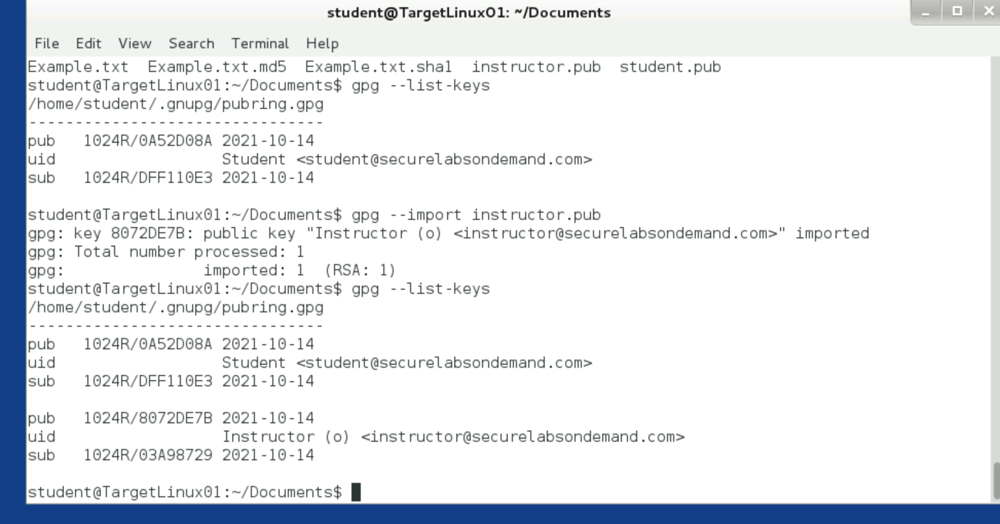 student@TargetLinux01: ~/Documents
File Edit View Search Terminal Help
Example.txt  Example.txt.md5  Example.txt.sha1  instructor.pub  student.pub
student@TargetLinux01:~/Documents$ gpg --list-keys
/home/student/.gnupg/pubring.gpg
--------------------------------
pub   1024R/0A52D08A 2021-10-14
uid                  Student <student@securelabsondemand.com>
sub   1024R/DFF110E3 2021-10-14

student@TargetLinux01:~/Documents$ gpg --import instructor.pub
gpg: key 8072DE7B: public key "Instructor (o) <instructor@securelabsondemand.com>" imported
gpg: Total number processed: 1
gpg:               imported: 1  (RSA: 1)
student@TargetLinux01:~/Documents$ gpg --list-keys
/home/student/.gnupg/pubring.gpg
--------------------------------
pub   1024R/0A52D08A 2021-10-14
uid                  Student <student@securelabsondemand.com>
sub   1024R/DFF110E3 2021-10-14

pub   1024R/8072DE7B 2021-10-14
uid                  Instructor (o) <instructor@securelabsondemand.com>
sub   1024R/03A98729 2021-10-14

student@TargetLinux01:~/Documents$